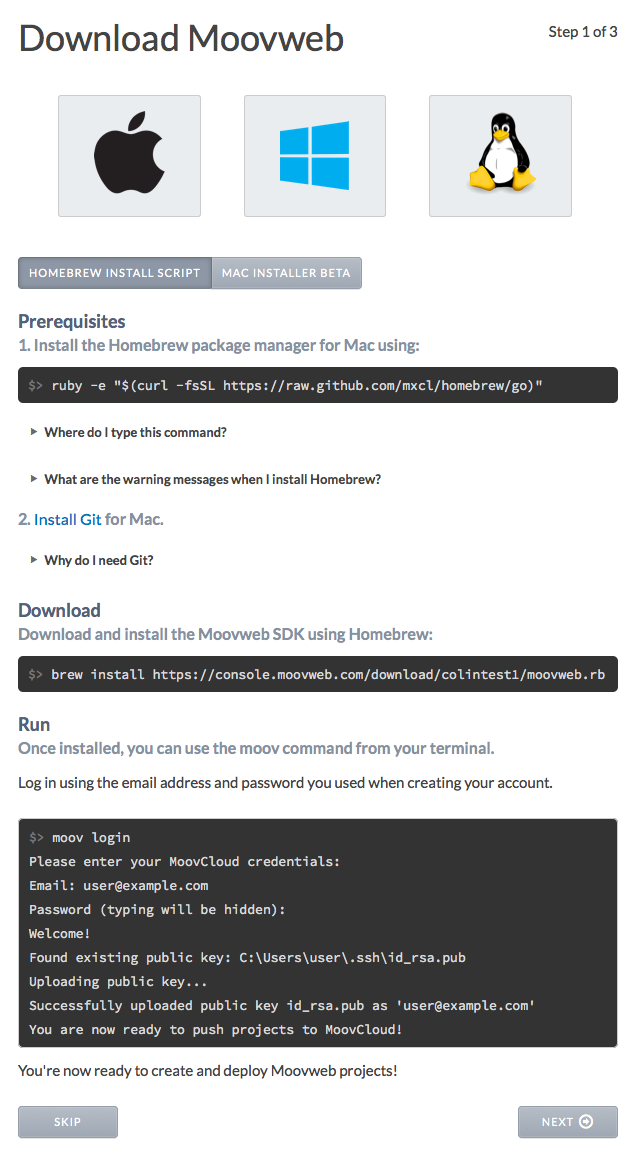 Download Moovweb
Step 1 of 3
HOMEBREW INSTALL SCRIPT
MAC INSTALLER BETA
Prerequisites
1. Install the Homebrew package manager for Mac using:
$> ruby -e "$(curl -fsSL https://raw.github.com/mxcl/homebrew/go)"
Where do I type this command?
What are the warning messages when I install Homebrew?
2. Install Git for Mac.
Why do I need Git?
Download
Download and install the Moovweb SDK using Homebrew:
$> brew install https://console.moovweb.com/download/colintest1/moovweb.rb
Run
Once installed, you can use the moov command from your terminal.
Log in using the email address and password you used when creating your account.
$> moov login
Please enter your MoovCloud credentials:
Email: user@example.com
Password (typing will be hidden):
Welcome!
Found existing public key: C:\Users\user\.ssh\id_rsa.pub
Uploading public key...
Successfully uploaded public key id_rsa.pub as 'user@example.com'
You are now ready to push projects to MoovCloud!
You're now ready to create and deploy Moovweb projects!
SKIP
NEXT